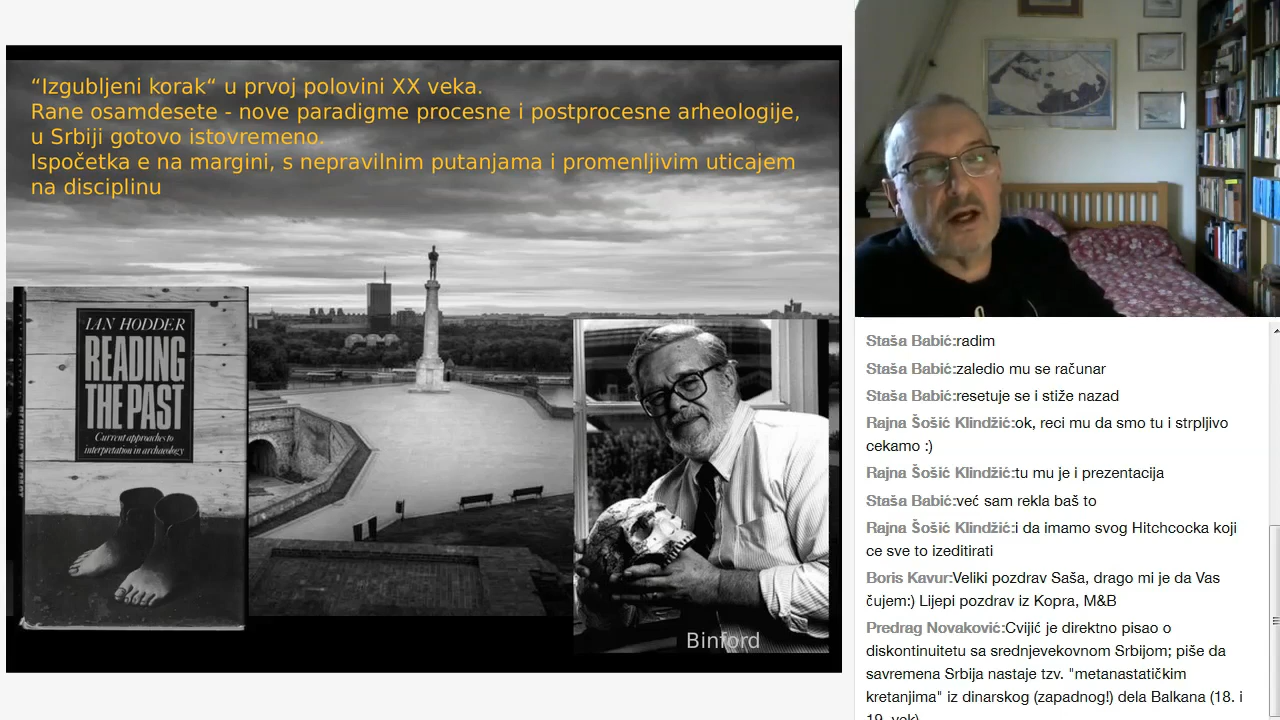 “Izgubljeni korak“ u prvoj polovini XX veka.
Rane osamdesete - nove paradigme procesne i postprocesne arheologije,
u Srbiji gotovo istovremeno.
Ispočetka e na margini, s nepravilnim putanjama i promenljivim uticajem
na disciplinu
IAN HODDER
READING
THE PAST
Current approaches to
interpretation in archaeology
Binford
Staša Babić:radim
Staša Babić:zaledio mu se računar
Staša Babić:resetuje se i stiže nazad
Rajna Šošić Klindžić:ok, reci mu da smo tu i strpljivo
cekamo :)
Rajna Šošić Klindžić:tu mu je i prezentacija
Staša Babić:već sam rekla baš to
Rajna Šošić Klindžić:i da imamo svog Hitchcocka koji
ce sve to izeditirati
Boris Kavur:Veliki pozdrav Saša, drago mi je da Vas
čujem:) Lijepi pozdrav iz Kopra, M&B
Predrag Novaković:Cvijić je direktno pisao o
diskontinuitetu sa srednjevekovnom Srbijom; piše da
savremena Srbija nastaje tzv. "metanastatičkim
kretanjima" iz dinarskog (zapadnog!) dela Balkana (18. i
19. vek)